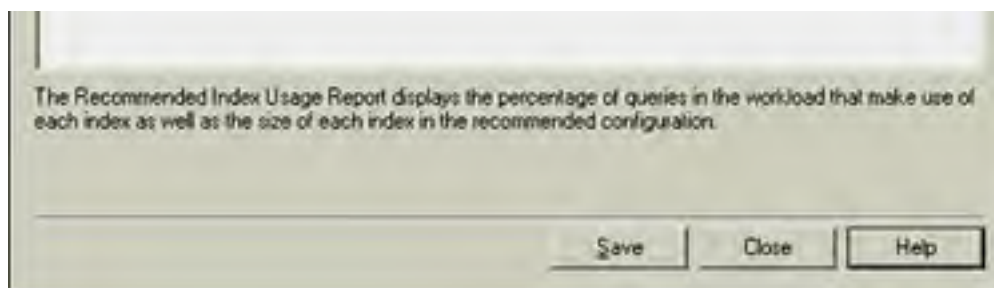 The Recommended Index Usage Report displays the percentage of queries in the workload that make use of
each index as well as the size of each index in the recommended configuration.
Save
Close
Help